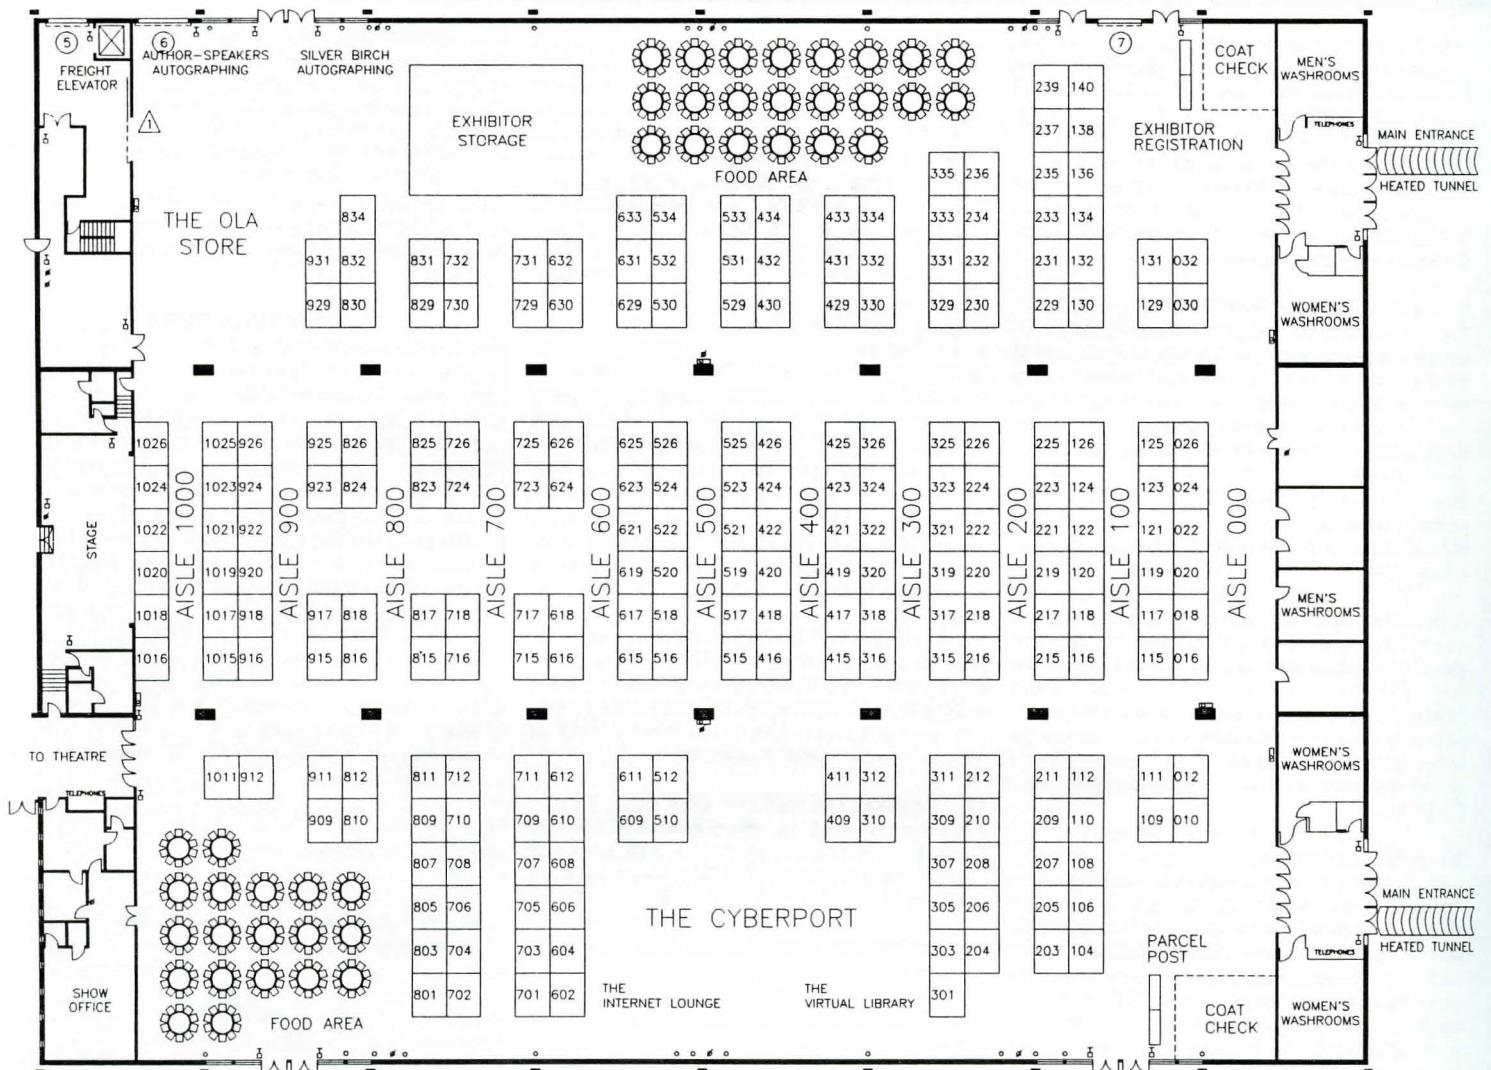 5
6
7
FREIGHT
ELEVATOR
AUTHOR-SPEAKERS
AUTOGRAPHING
SILVER BIRCH
AUTOGRAPHING
1
EXHIBITOR
STORAGE
FOOD AREA
COAT
CHECK
MEN'S
WASHROOMS
TELEPHONES
EXHIBITOR
REGISTRATION
MAIN ENTRANCE
HEATED TUNNEL
THE OLA
STORE
239 140
237 138
335 236 235 136
834 633 534 533 434 433 334 333 234 233 134
931 832 831 732 731 632 631 532 531 432 431 332 331 232 231 132 131 032
929 830 829 730 729 630 629 530 529 430 429 330 329 230 229 130 129 030
WOMEN'S
WASHROOMS
1026 1025 926 925 826 825 726 725 626 625 526 525 426 425 326 325 226 225 126 125 026
1024 1023 924 923 824 823 724 723 624 623 524 523 424 423 324 323 224 223 124 123 024
1022 1021 922 621 522 521 422 421 322 321 222 221 122 121 022
1020 1019 920 619 520 519 420 419 320 319 220 219 120 119 020
1018 1017 918 917 818 817 718 717 618 617 518 517 418 417 318 317 218 217 118 117 018
1016 1015 916 915 816 815 716 715 616 615 516 515 416 415 316 315 216 215 116 115 016
STAGE
AISLE 1000
AISLE 900
AISLE 800
AISLE 700
AISLE 600
AISLE 500
AISLE 400
AISLE 300
AISLE 200
AISLE 100
AISLE 000
MEN'S
WASHROOMS
TO THEATRE
TELEPHONES
1011 912 911 812 811 712 711 612 611 512 411 312 311 212 211 112 111 012
909 810 809 710 709 610 609 510 409 310 309 210 209 110 109 010
807 708 707 608 307 208 207 108
805 706 705 606 305 206 205 106
803 704 703 604 303 204 203 104
801 702 701 602 301
WOMEN'S
WASHROOMS
THE CYBERPORT
MAIN ENTRANCE
HEATED TUNNEL
TELEPHONES
PARCEL
POST
SHOW
OFFICE
FOOD AREA
THE
INTERNET LOUNGE
THE
VIRTUAL LIBRARY
COAT
CHECK
WOMEN'S
WASHROOMS